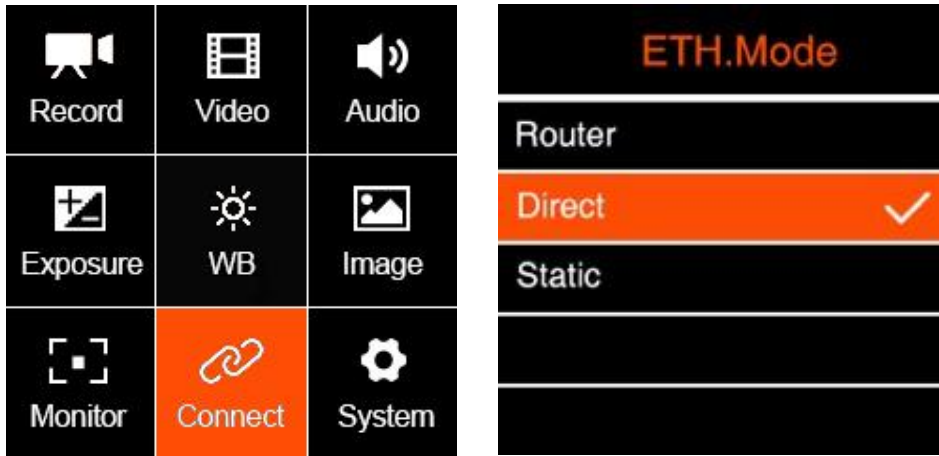 Record Video Audio
Exposure WB Image
Monitor Connect System
ETH.Mode
Router
Direct
Static